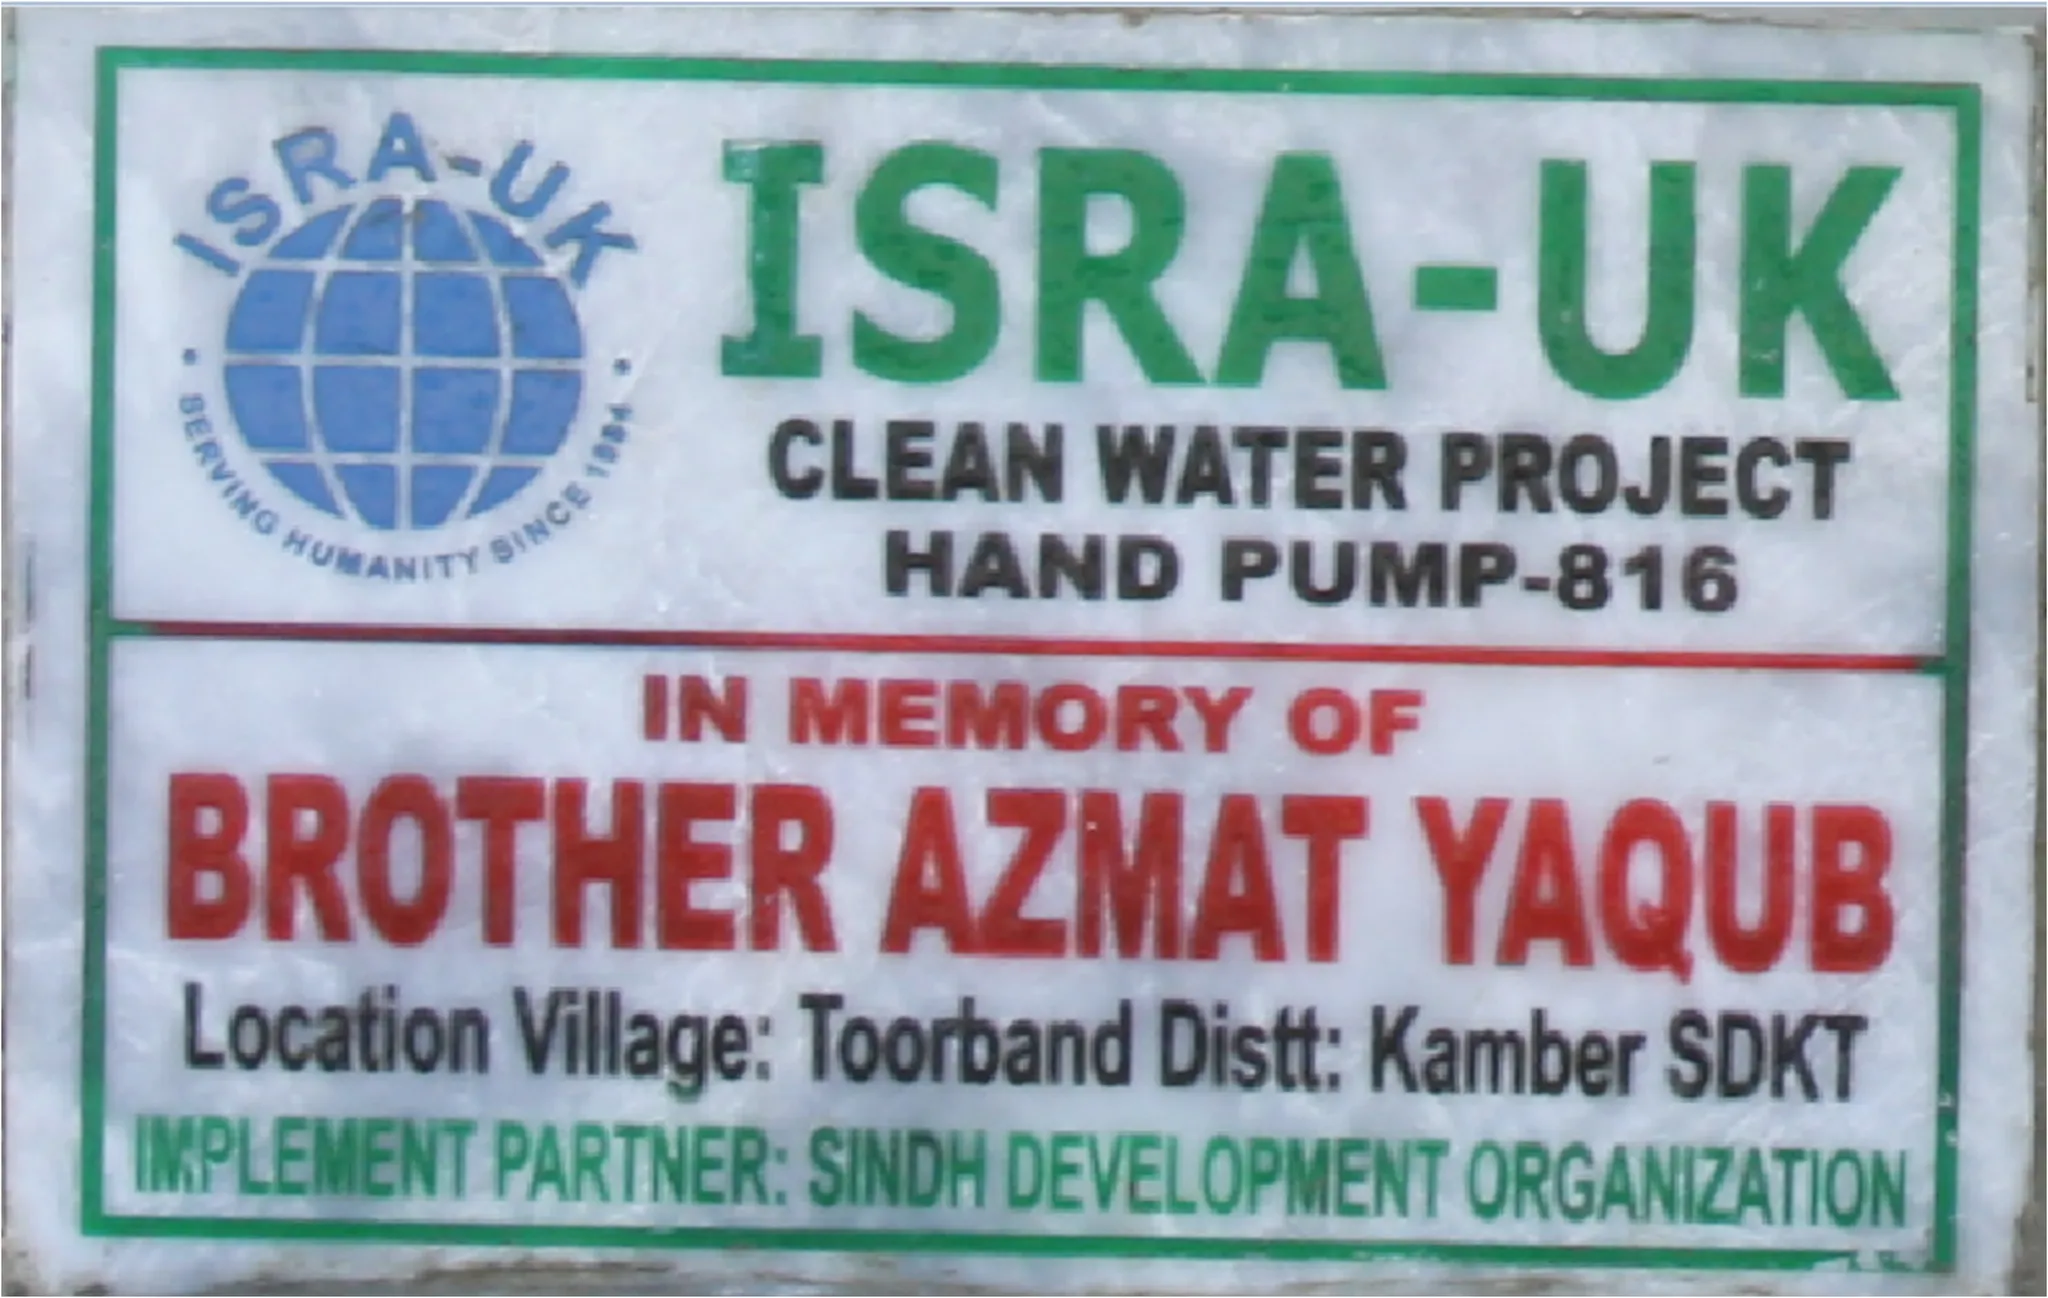 ISRA-UK
• SERVING HUMANITY SINCE 1984 •
ISRA-UK
CLEAN WATER PROJECT
HAND PUMP-816
IN MEMORY OF
BROTHER AZMAT YAQUB
Location Village: Toorband Distt: Kamber SDKT
IMPLEMENT PARTNER: SINDH DEVELOPMENT ORGANIZATION